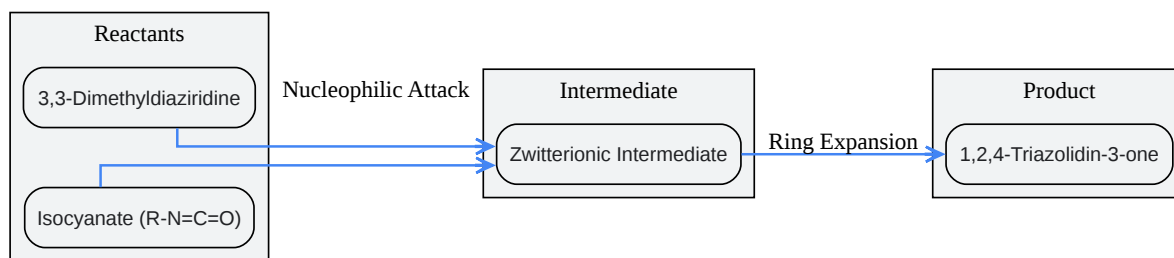 Reactants
3,3-Dimethyldiaziridine
Isocyanate (R-N=C=O)
Nucleophilic Attack
Intermediate
Zwitterionic Intermediate
Ring Expansion
Product
1,2,4-Triazolidin-3-one